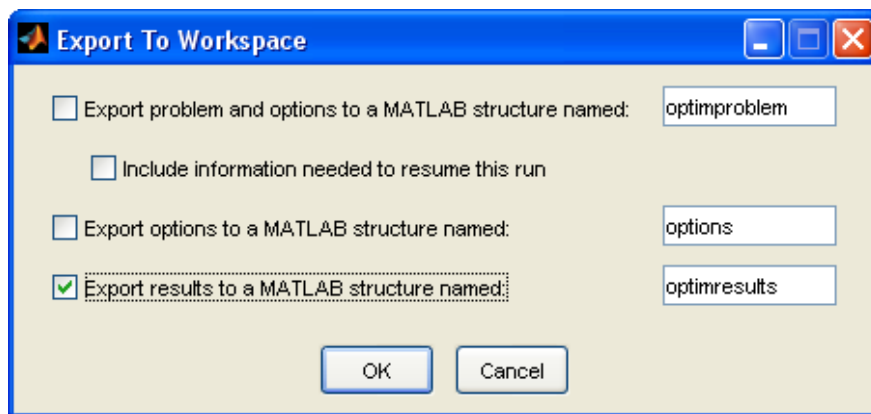 Export To Workspace
Export problem and options to a MATLAB structure named: optimproblem
Include information needed to resume this run
Export options to a MATLAB structure named: options
Export results to a MATLAB structure named: optimresults
OK Cancel